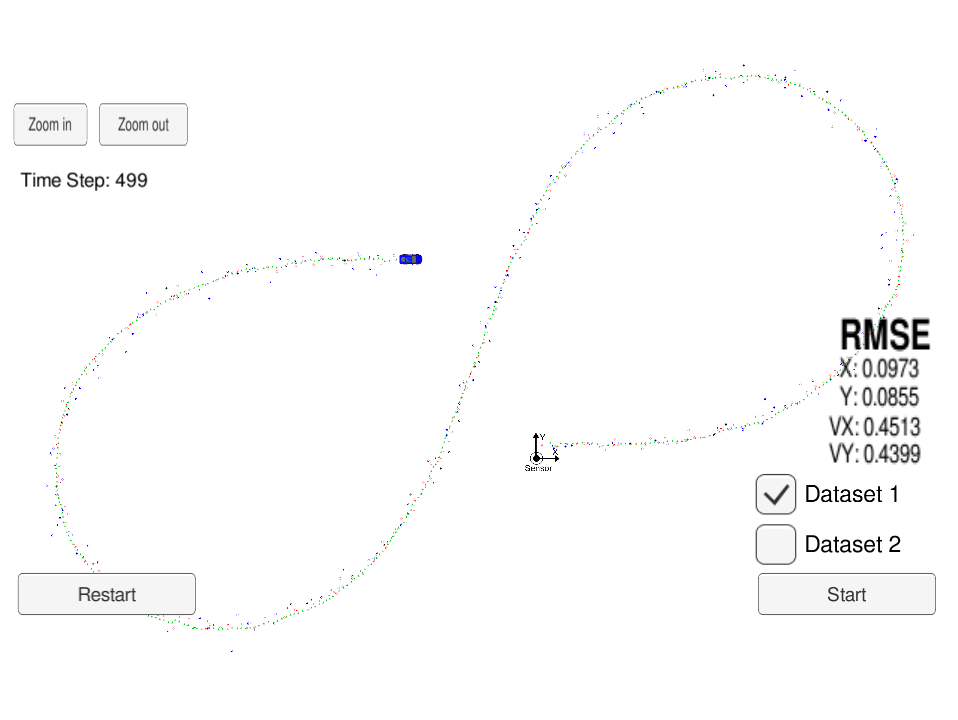 Zoom in
Zoom out
Time Step: 499
RMSE
X: 0.0973
Y: 0.0855
VX: 0.4513
VY: 0.4399
Y
X
Sensor
Dataset 1
Dataset 2
Restart
Start